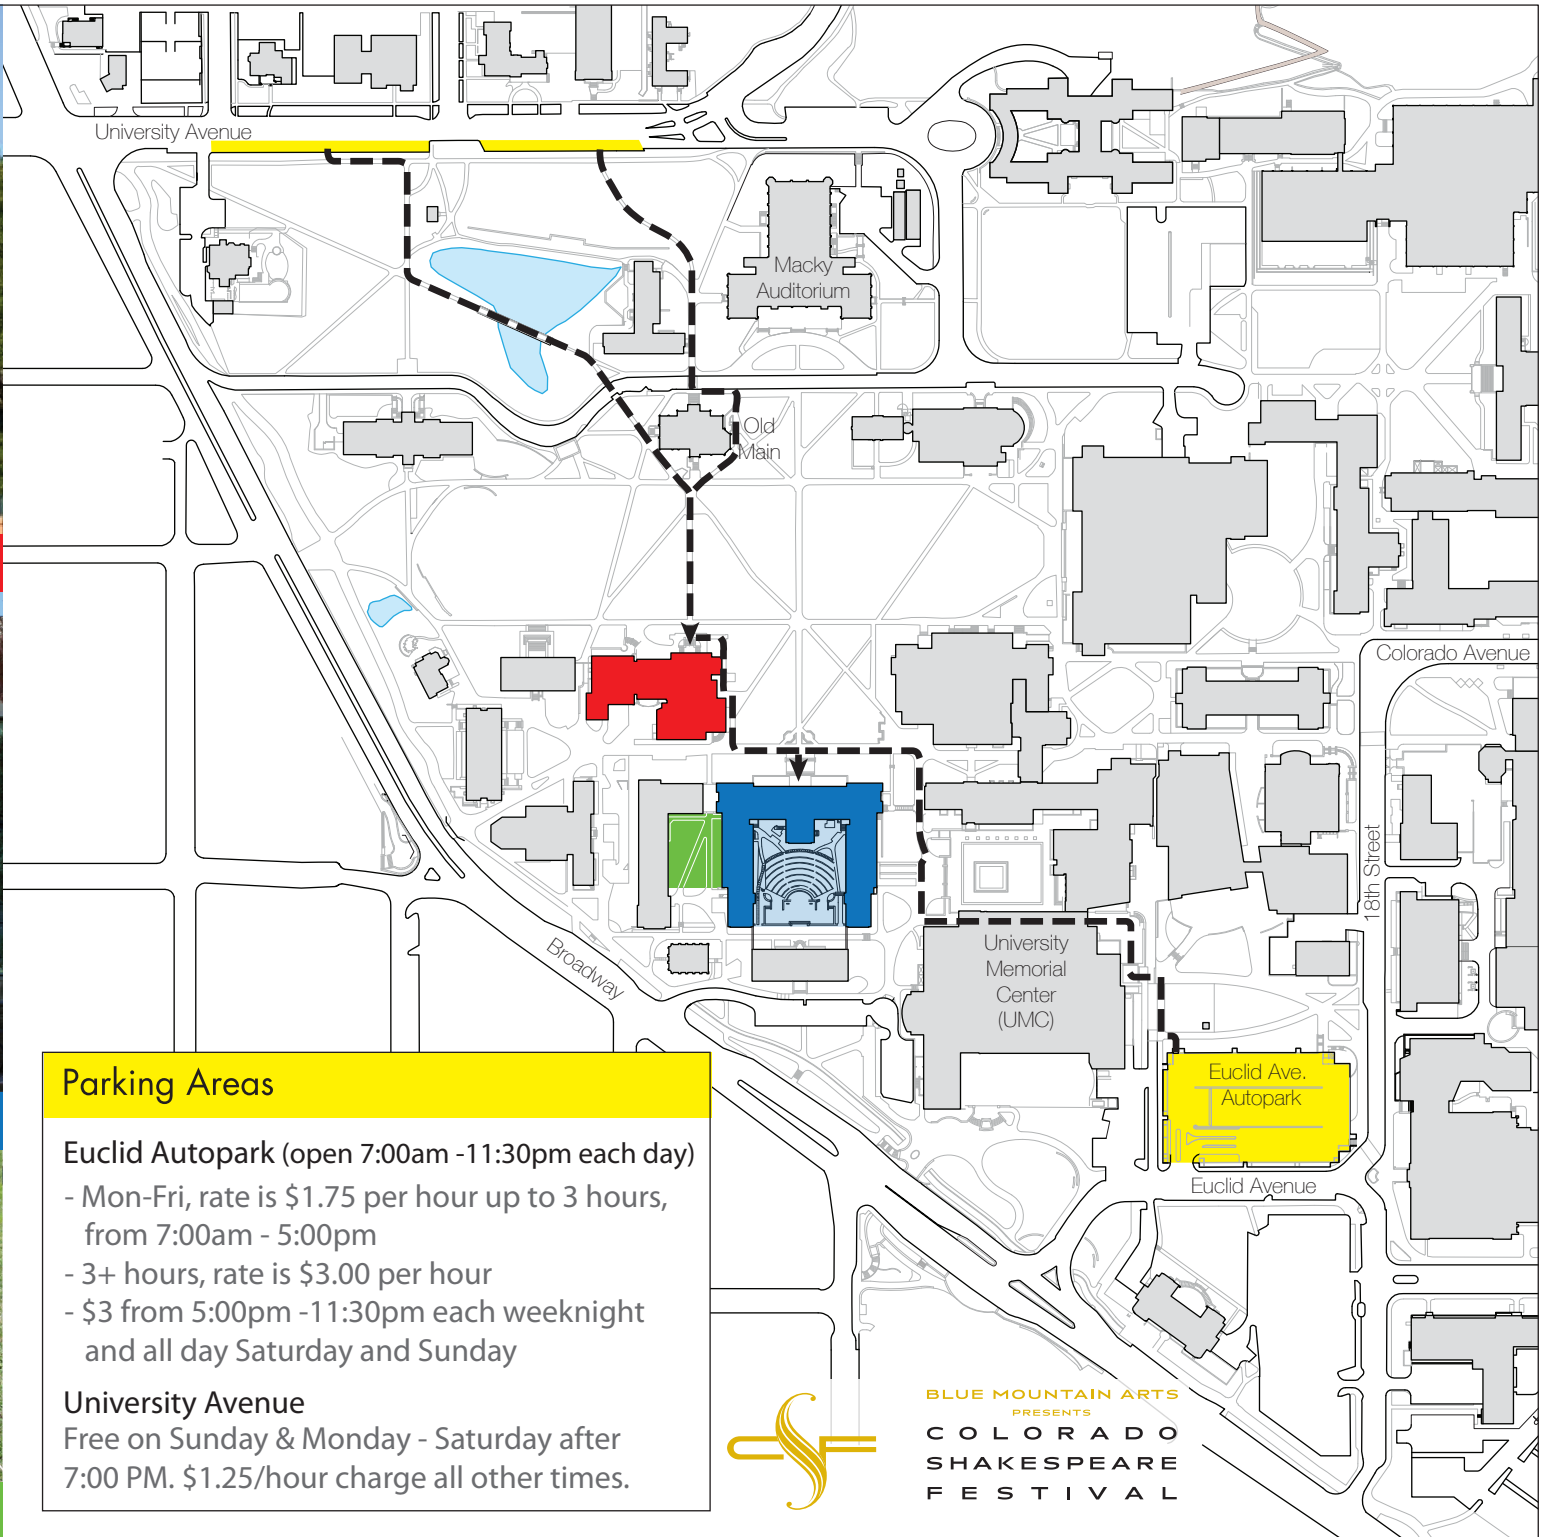 University Avenue
Macky
Auditorium
Old
Main
Colorado Avenue
18th Street
Broadway
University
Memorial
Center
(UMC)
Euclid Ave.
Autopark
Euclid Avenue
Parking Areas
Euclid Autopark (open 7:00am -11:30pm each day)
- Mon-Fri, rate is $1.75 per hour up to 3 hours,
from 7:00am - 5:00pm
- 3+ hours, rate is $3.00 per hour
- $3 from 5:00pm -11:30pm each weeknight
and all day Saturday and Sunday
University Avenue
Free on Sunday & Monday - Saturday after
7:00 PM. $1.25/hour charge all other times.
CSF
BLUE MOUNTAIN ARTS
PRESENTS
COLORADO
SHAKESPEARE
FESTIVAL